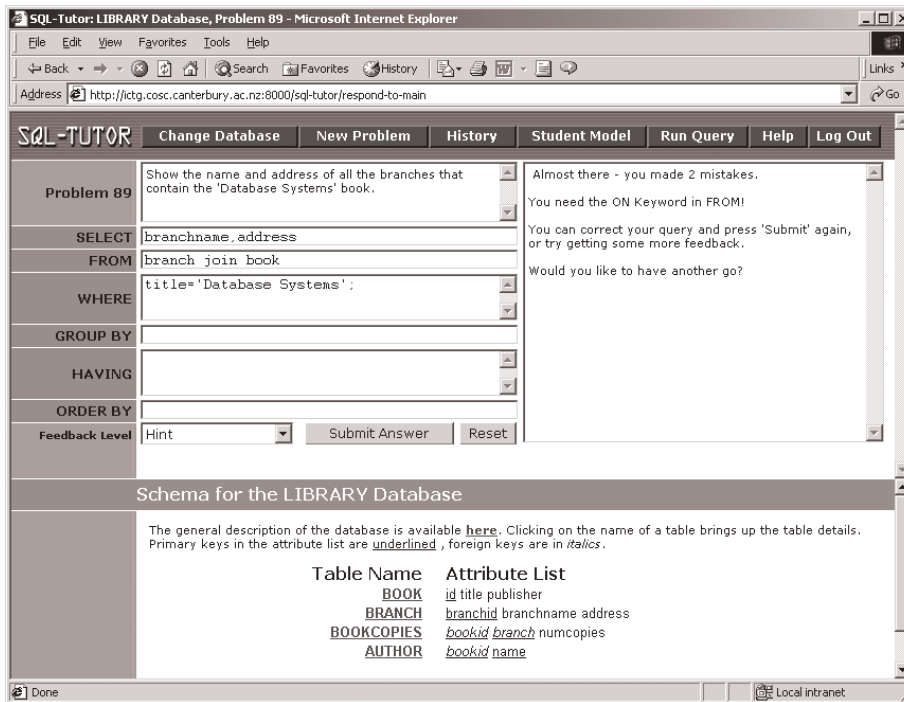 SQL-Tutor: LIBRARY Database, Problem 89 - Microsoft Internet Explorer
File Edit View Favorites Tools Help
Back Search Favorites History Links
Address http://ictg.cosc.canterbury.ac.nz:8000/sql-tutor/respond-to-main Go
SQL-TUTOR Change Database New Problem History Student Model Run Query Help Log Out
Problem 89
Show the name and address of all the branches that
contain the 'Database Systems' book.
SELECT branchname,address
FROM branch join book
WHERE title='Database Systems';
GROUP BY
HAVING
ORDER BY
Feedback Level Hint Submit Answer Reset
Almost there - you made 2 mistakes.
You need the ON Keyword in FROM!
You can correct your query and press 'Submit' again,
or try getting some more feedback.
Would you like to have another go?
Schema for the LIBRARY Database
The general description of the database is available here. Clicking on the name of a table brings up the table details.
Primary keys in the attribute list are underlined , foreign keys are in italics.
Table Name Attribute List
BOOK id title publisher
BRANCH branchid branchname address
BOOKCOPIES bookid branch numcopies
AUTHOR bookid name
Done Local intranet